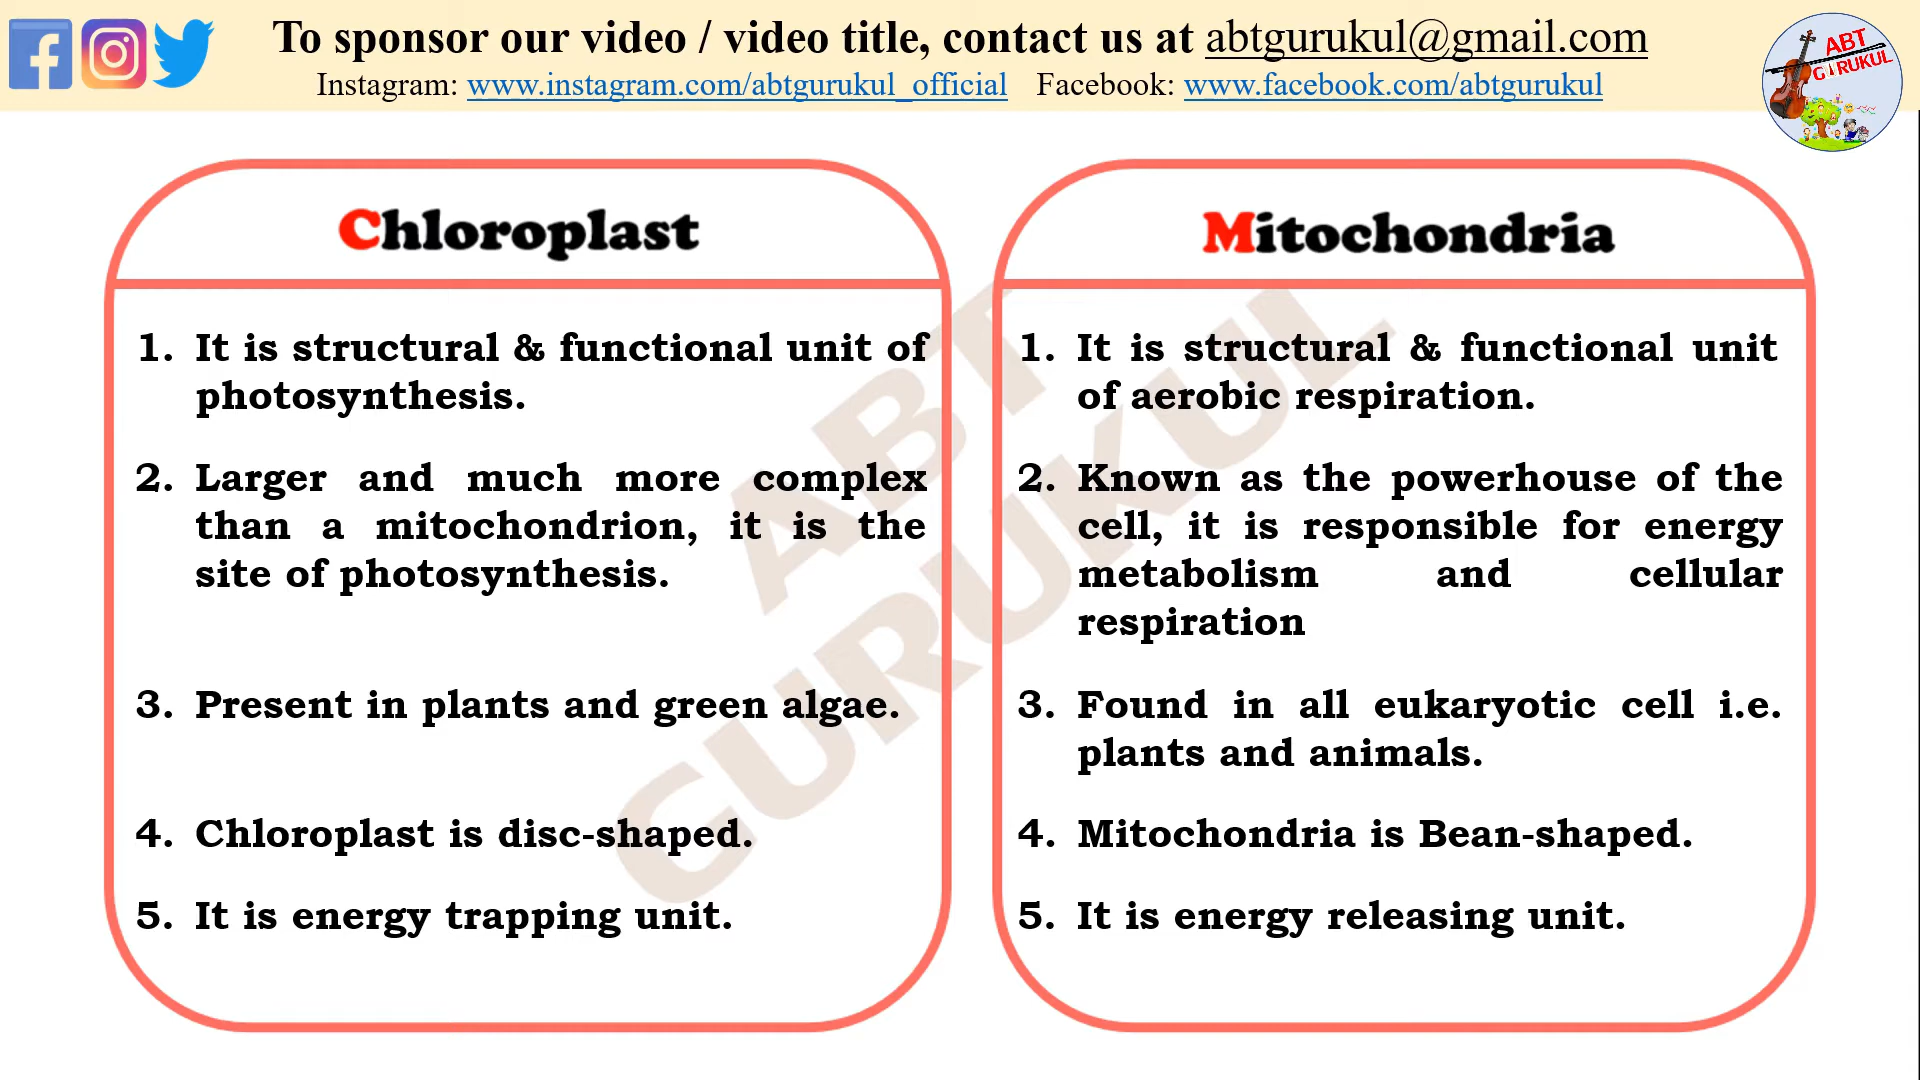 To sponsor our video / video title, contact us at abtgurukul@gmail.com
Instagram: www.instagram.com/abtgurukul_official Facebook: www.facebook.com/abtgurukul
ABT
GURUKUL
Chloroplast
1. It is structural & functional unit of
photosynthesis.
2. Larger and much more complex
than a mitochondrion, it is the
site of photosynthesis.
3. Present in plants and green algae.
4. Chloroplast is disc-shaped.
5. It is energy trapping unit.
Mitochondria
1. It is structural & functional unit
of aerobic respiration.
2. Known as the powerhouse of the
cell, it is responsible for energy
metabolism and cellular
respiration
3. Found in all eukaryotic cell i.e.
plants and animals.
4. Mitochondria is Bean-shaped.
5. It is energy releasing unit.
ABT
GURUKUL